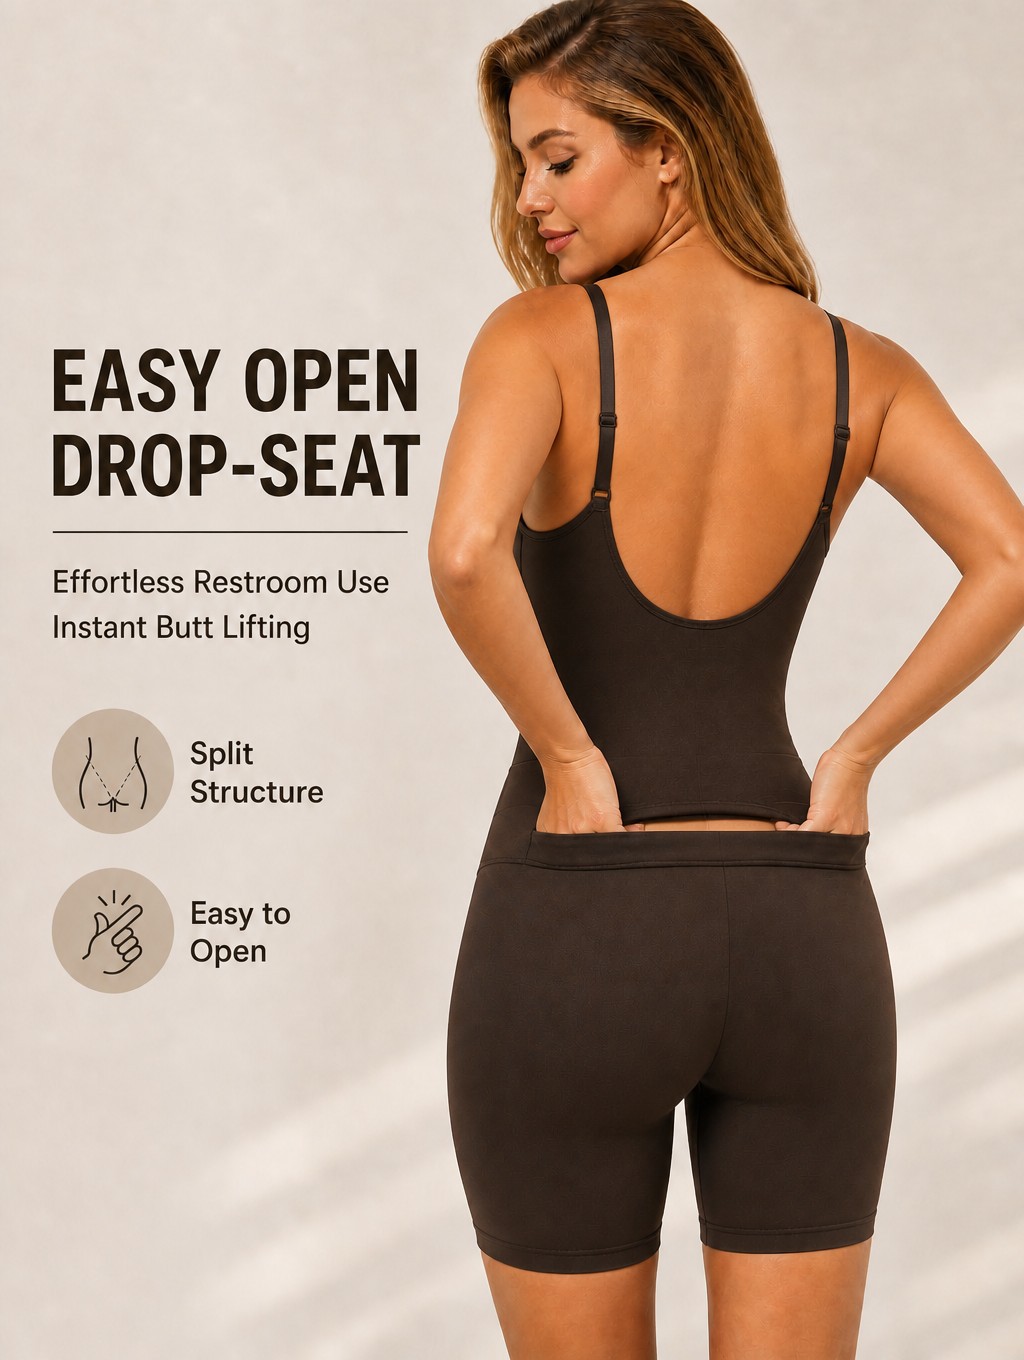 EASY OPEN
DROP-SEAT
Effortless Restroom Use
Instant Butt Lifting
Split
Structure
Easy to
Open